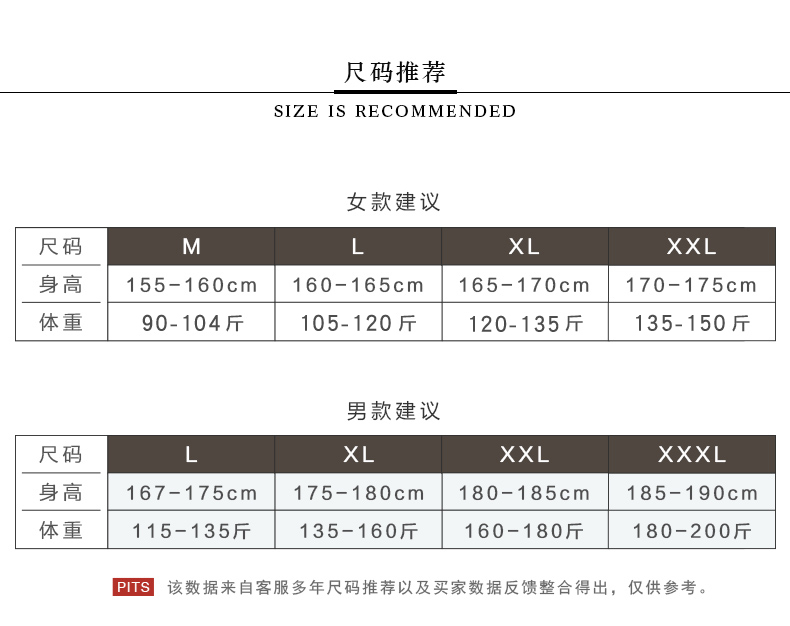 尺码推荐
SIZE IS RECOMMENDED
女款建议
尺码 M L XL XXL
身高 155-160cm 160-165cm 165-170cm 170-175cm
体重 90-104斤 105-120斤 120-135斤 135-150斤
男款建议
尺码 L XL XXL XXXL
身高 167-175cm 175-180cm 180-185cm 185-190cm
体重 115-135斤 135-160斤 160-180斤 180-200斤
PITS 该数据来自客服多年尺码推荐以及买家数据反馈整合得出，仅供参考。